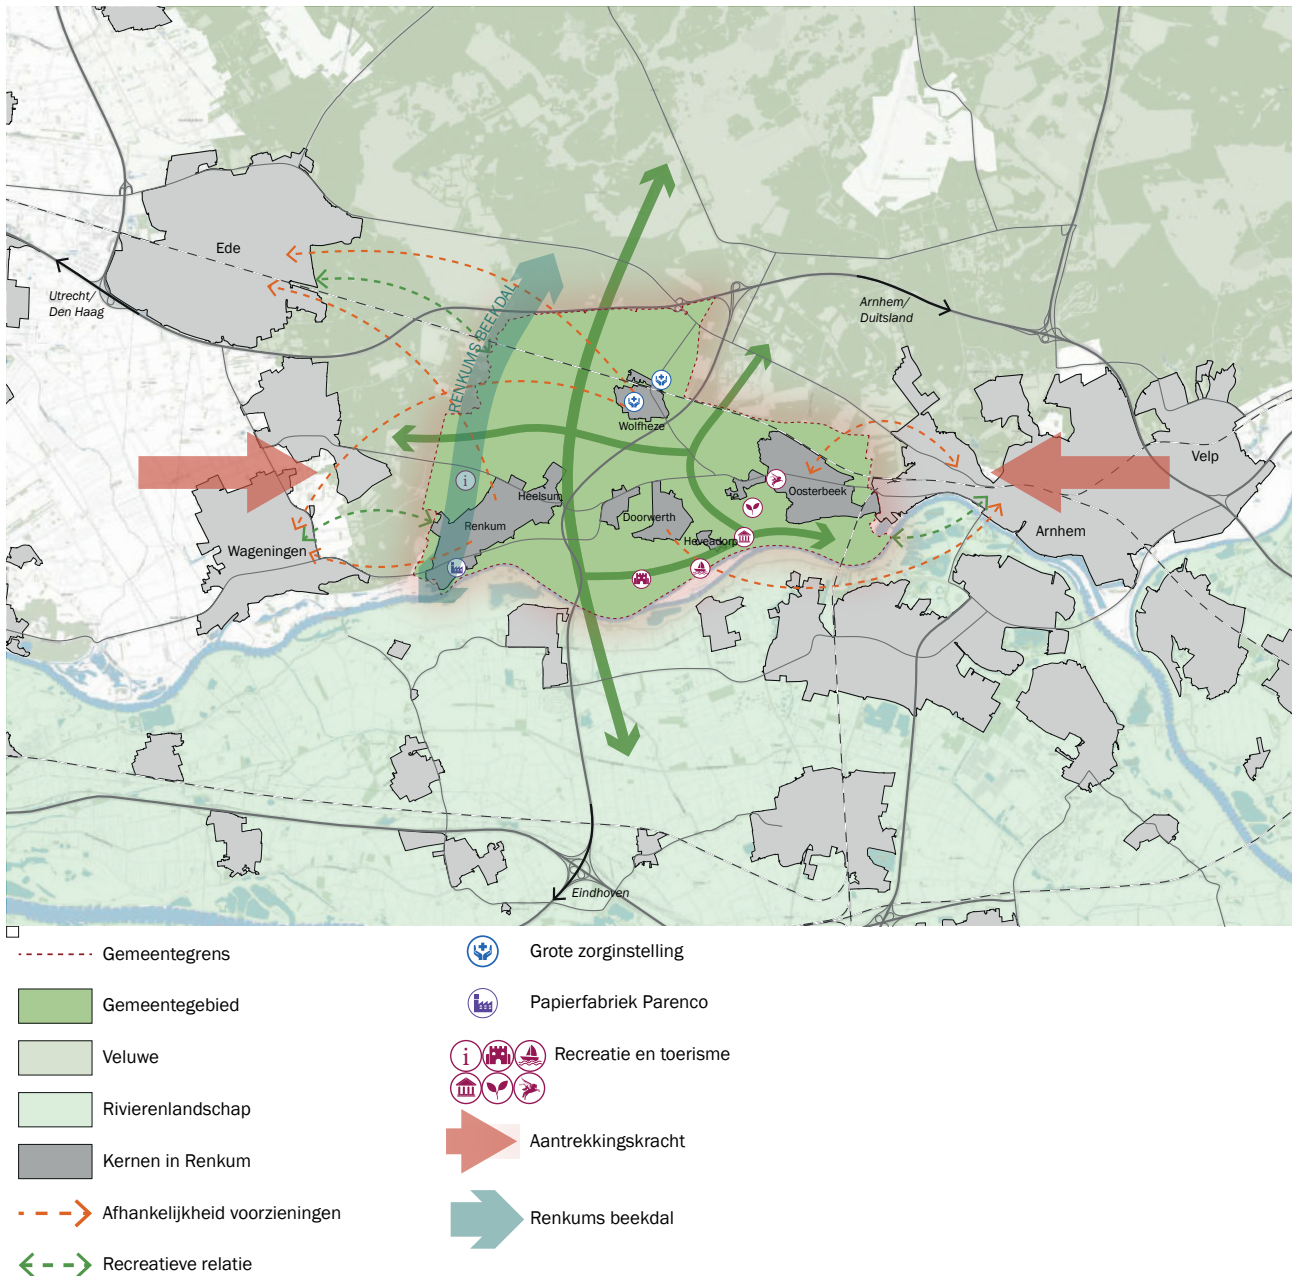 Ede
Utrecht/
Den Haag
RENKUMS BEEKDAL
Arnhem/
Duitsland
Wolfheze
Velp
Heelsum
Oosterbeek
Renkum
Doorwerth
Arnhem
Heveadorp
Wageningen
Eindhoven
Gemeentegrens
Gemeentegebied
Veluwe
Rivierenlandschap
Kernen in Renkum
Afhankelijkheid voorzieningen
Recreatieve relatie
Grote zorginstelling
Papierfabriek Parenco
Recreatie en toerisme
Aantrekkingskracht
Renkums beekdal